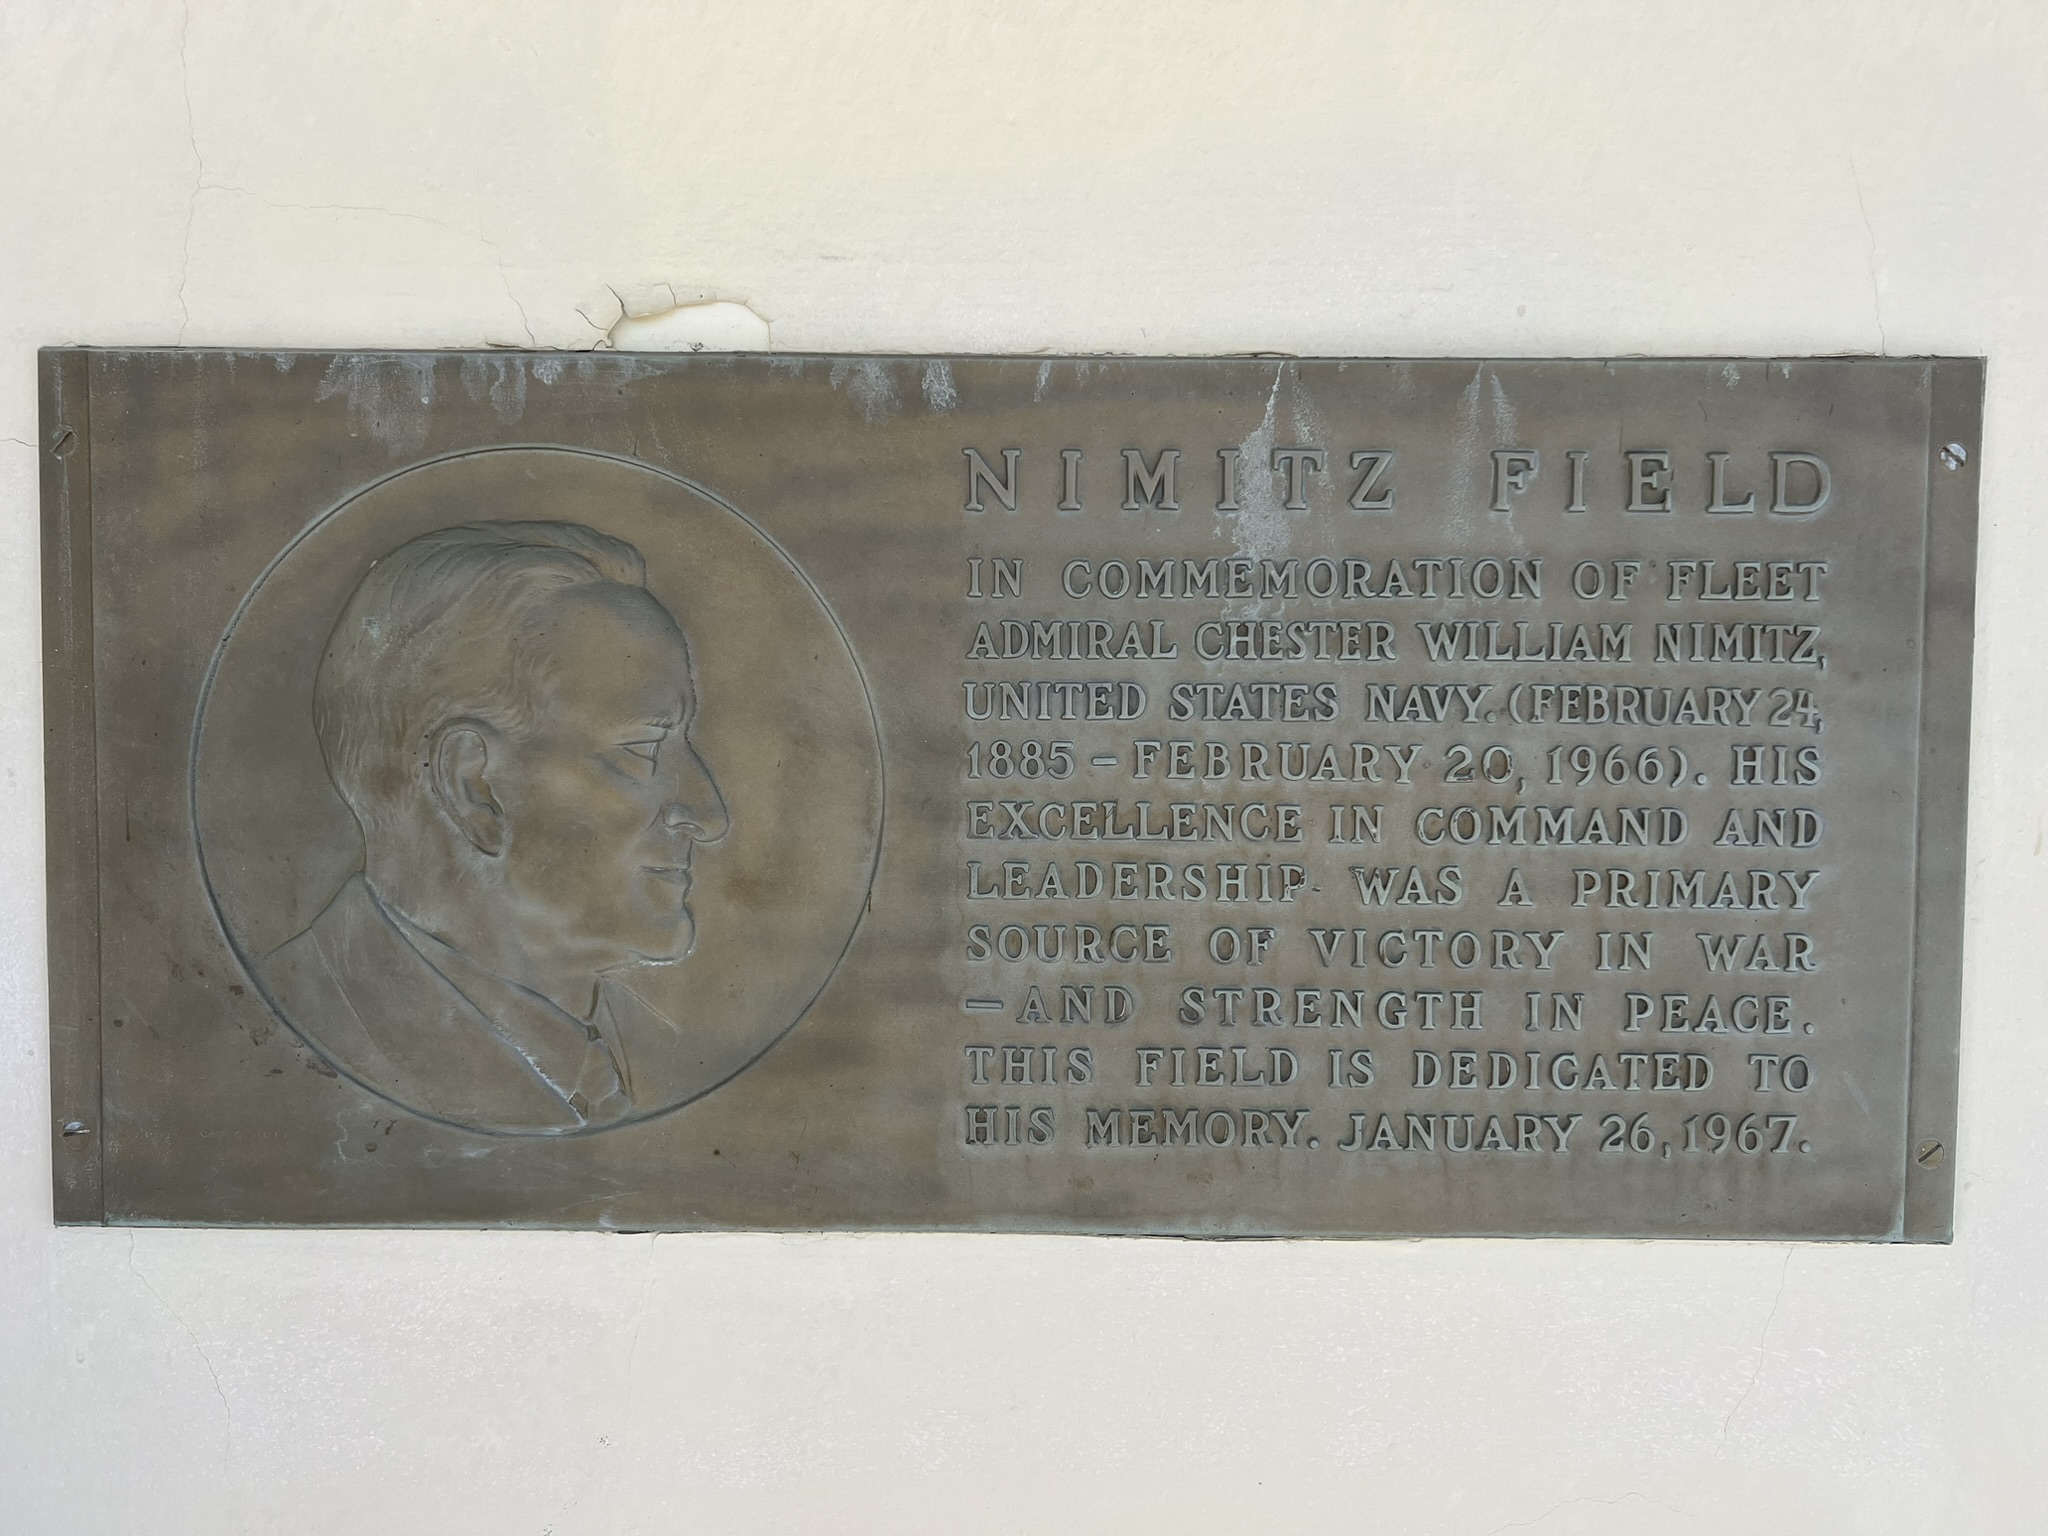 NIMITZ FIELD
IN COMMEMORATION OF FLEET
ADMIRAL CHESTER WILLIAM NIMITZ,
UNITED STATES NAVY. (FEBRUARY 24,
1885 – FEBRUARY 20, 1966). HIS
EXCELLENCE IN COMMAND AND
LEADERSHIP WAS A PRIMARY
SOURCE OF VICTORY IN WAR
– AND STRENGTH IN PEACE.
THIS FIELD IS DEDICATED TO
HIS MEMORY. JANUARY 26, 1967.